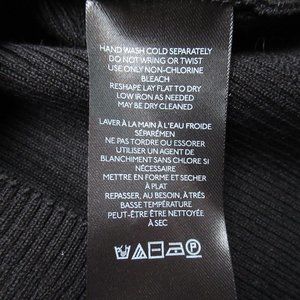 HAND WASH COLD SEPARATELY
DO NOT WRING OR TWIST
USE ONLY NON-CHLORINE
BLEACH
RESHAPE LAY FLAT TO DRY
LOW IRON AS NEEDED
MAY BE DRY CLEANED
LAVER À LA MAIN À L'EAU FROIDE
SÉPARÉMEN
NE PAS TORDRE OU ESSORER
UTILISER UN AGENT DE
BLANCHIMENT SANS CHLORE SI
NÉCESSAIRE
METTRE EN FORME ET SÉCHER
À PLAT
REPASSER, AU BESOIN, À TRÉS
BASSE TEMPÉRATURE
PEUT-ÊTRE ÊTRE NETTOYÉE
À SEC